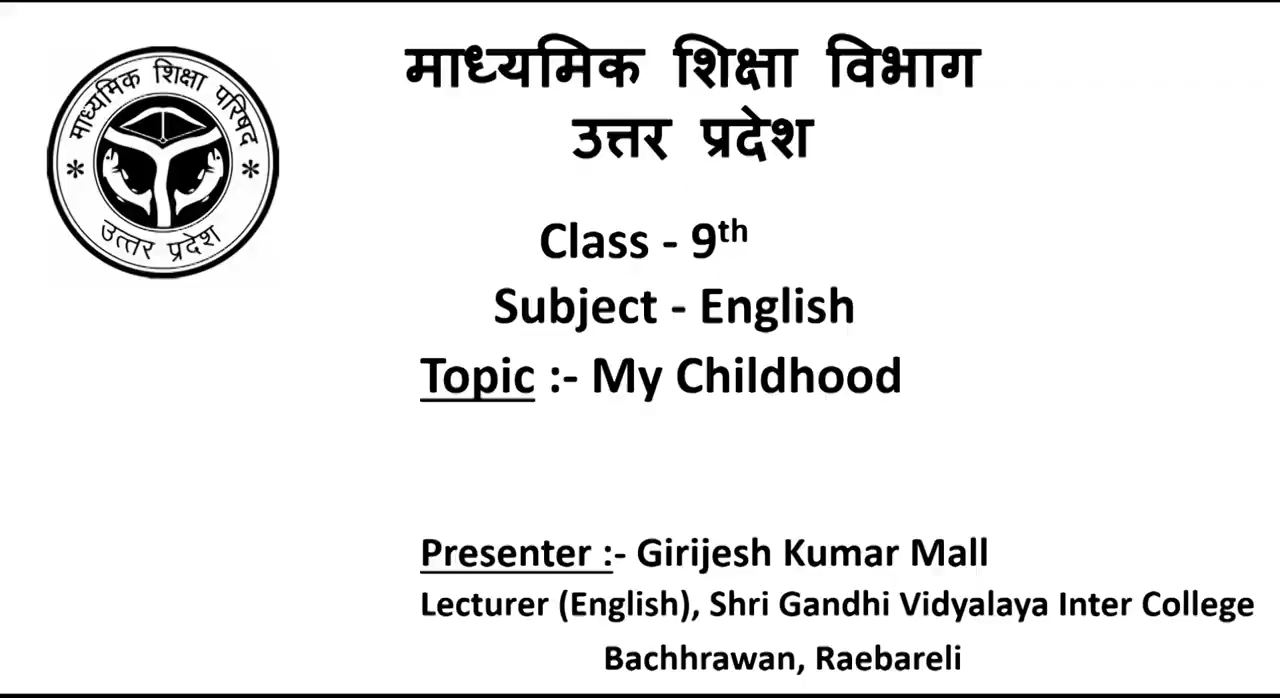 माध्यमिक शिक्षा परिषद
उत्तर प्रदेश
माध्यमिक शिक्षा विभाग
उत्तर प्रदेश
Class - 9th
Subject - English
Topic :- My Childhood
Presenter :- Girijesh Kumar Mall
Lecturer (English), Shri Gandhi Vidyalaya Inter College
Bachhrawan, Raebareli